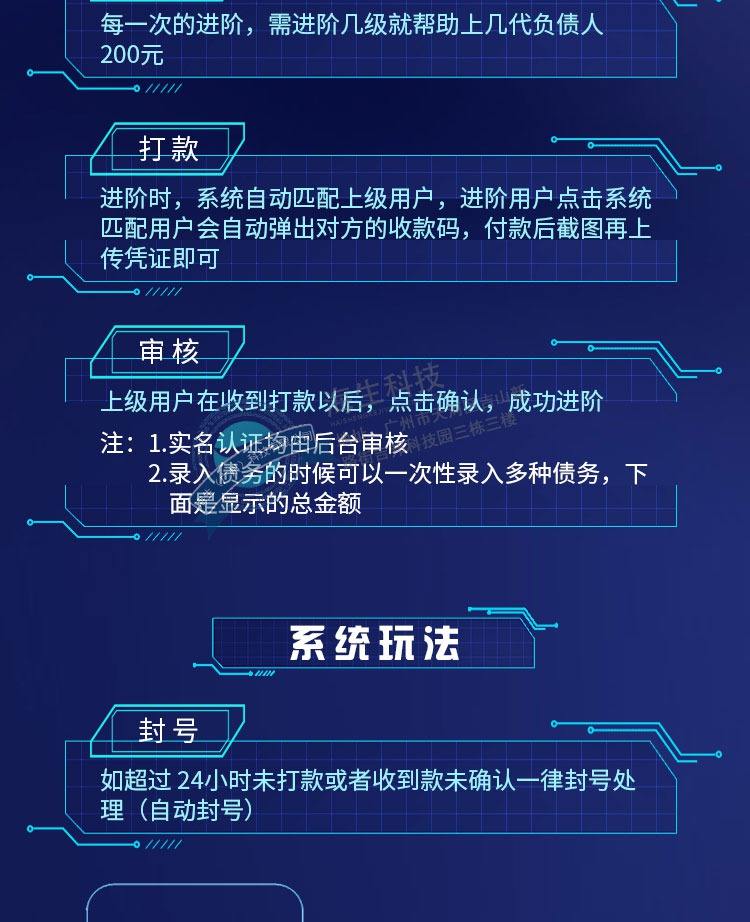 每一次的进阶，需进阶几级就帮助上几代负债人
200元
打款
进阶时，系统自动匹配上级用户，进阶用户点击系统
匹配用户会自动弹出对方的收款码，付款后截图再上
传凭证即可
审核
上级用户在收到打款以后，点击确认，成功进阶
注：1.实名认证均由后台审核
2.录入债务的时候可以一次性录入多种债务，下
面是显示的总金额
系统玩法
封号
如超过 24小时未打款或者收到款未确认一律封号处
理（自动封号）